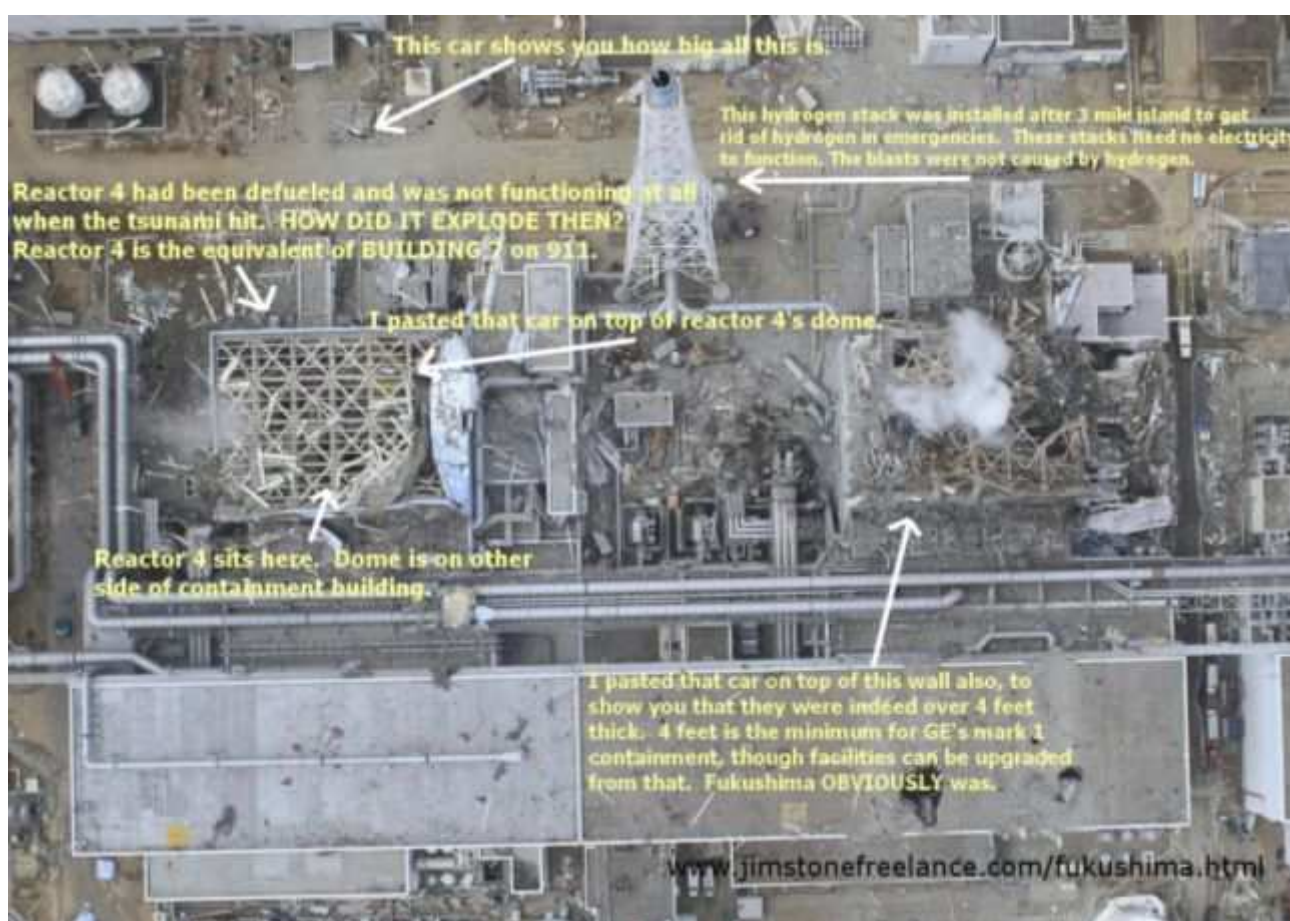 This car shows you how big all this is.
This hydrogen stack was installed after 3 mile island to get
rid of hydrogen in emergencies. These stacks need no electricity
to function. The blasts were not caused by hydrogen.
Reactor 4 had been defueled and was not functioning at all
when the tsunami hit. HOW DID IT EXPLODE THEN?
Reactor 4 is the equivalent of BUILDING 7 on 911.
I pasted that car on top of reactor 4's dome.
Reactor 4 sits here. Dome is on other
side of containment building.
I pasted that car on top of this wall also, to
show you that they were indeed over 4 feet
thick. 4 feet is the minimum for GE's mark 1
containment, though facilities can be upgraded
from that. Fukushima OBVIOUSLY was.
www.jimstonefreelance.com/fukushima.html